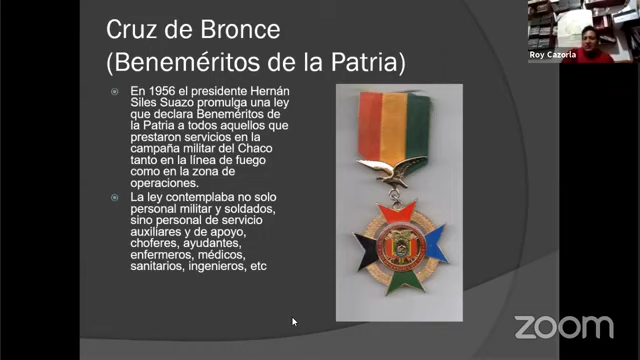 Cruz de Bronce
(Beneméritos de la Patria)
En 1956 el presidente Hernán
Siles Suazo promulga una ley
que declara Beneméritos de
la Patria a todos aquellos que
prestaron servicios en la
campaña militar del Chaco
tanto en la línea de fuego
como en la zona de
operaciones.
La ley contemplaba no solo
personal militar y soldados,
sino personal de servicio
auxiliares y de apoyo,
choferes, ayudantes,
enfermeros, médicos,
sanitarios, ingenieros, etc
Roy Cazorla
zoom